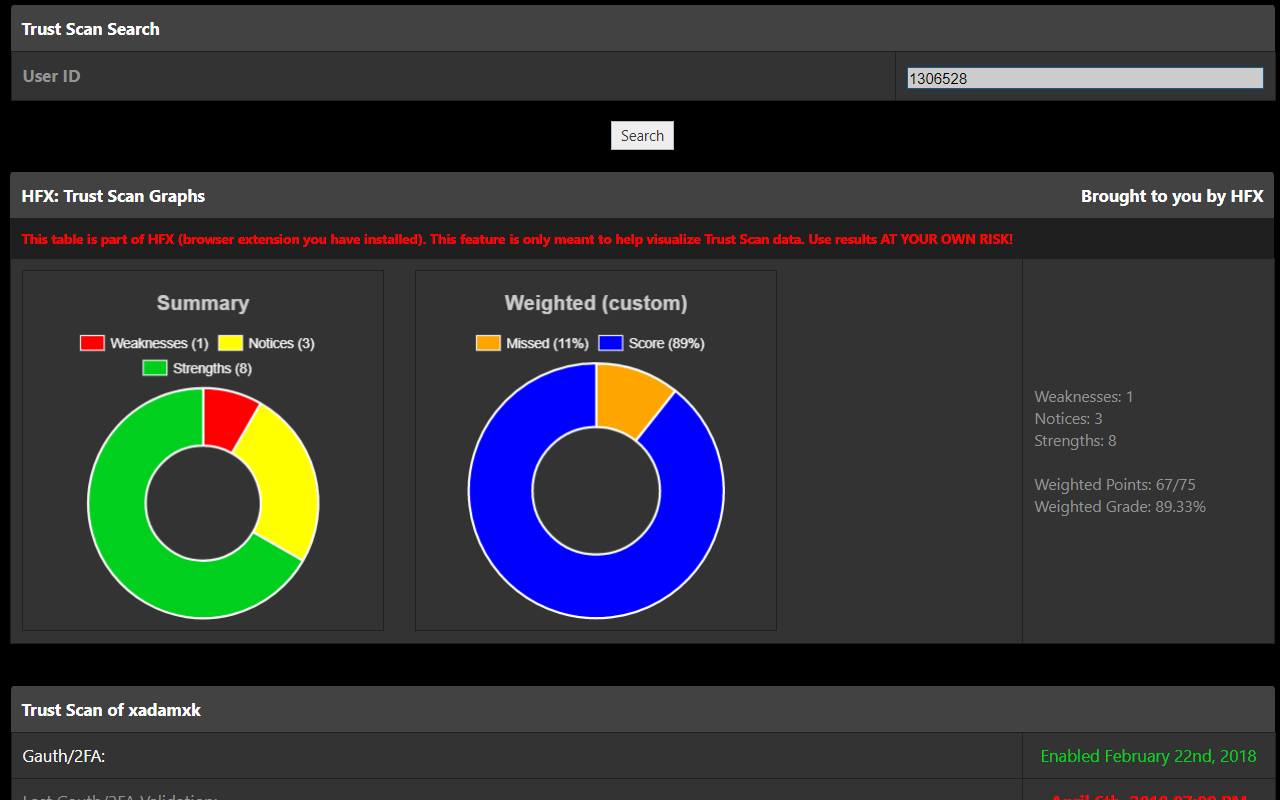 Trust Scan Search
User ID
1306528
Search
HFX: Trust Scan Graphs
Brought to you by HFX
This table is part of HFX (browser extension you have installed). This feature is only meant to help visualize Trust Scan data. Use results AT YOUR OWN RISK!
Summary
Weaknesses (1) Notices (3)
Strengths (8)
Weighted (custom)
Missed (11%) Score (89%)
Weaknesses: 1
Notices: 3
Strengths: 8
Weighted Points: 67/75
Weighted Grade: 89.33%
Trust Scan of xadamxk
Gauth/2FA:
Enabled February 22nd, 2018
Last Gauth/2FA Validation: